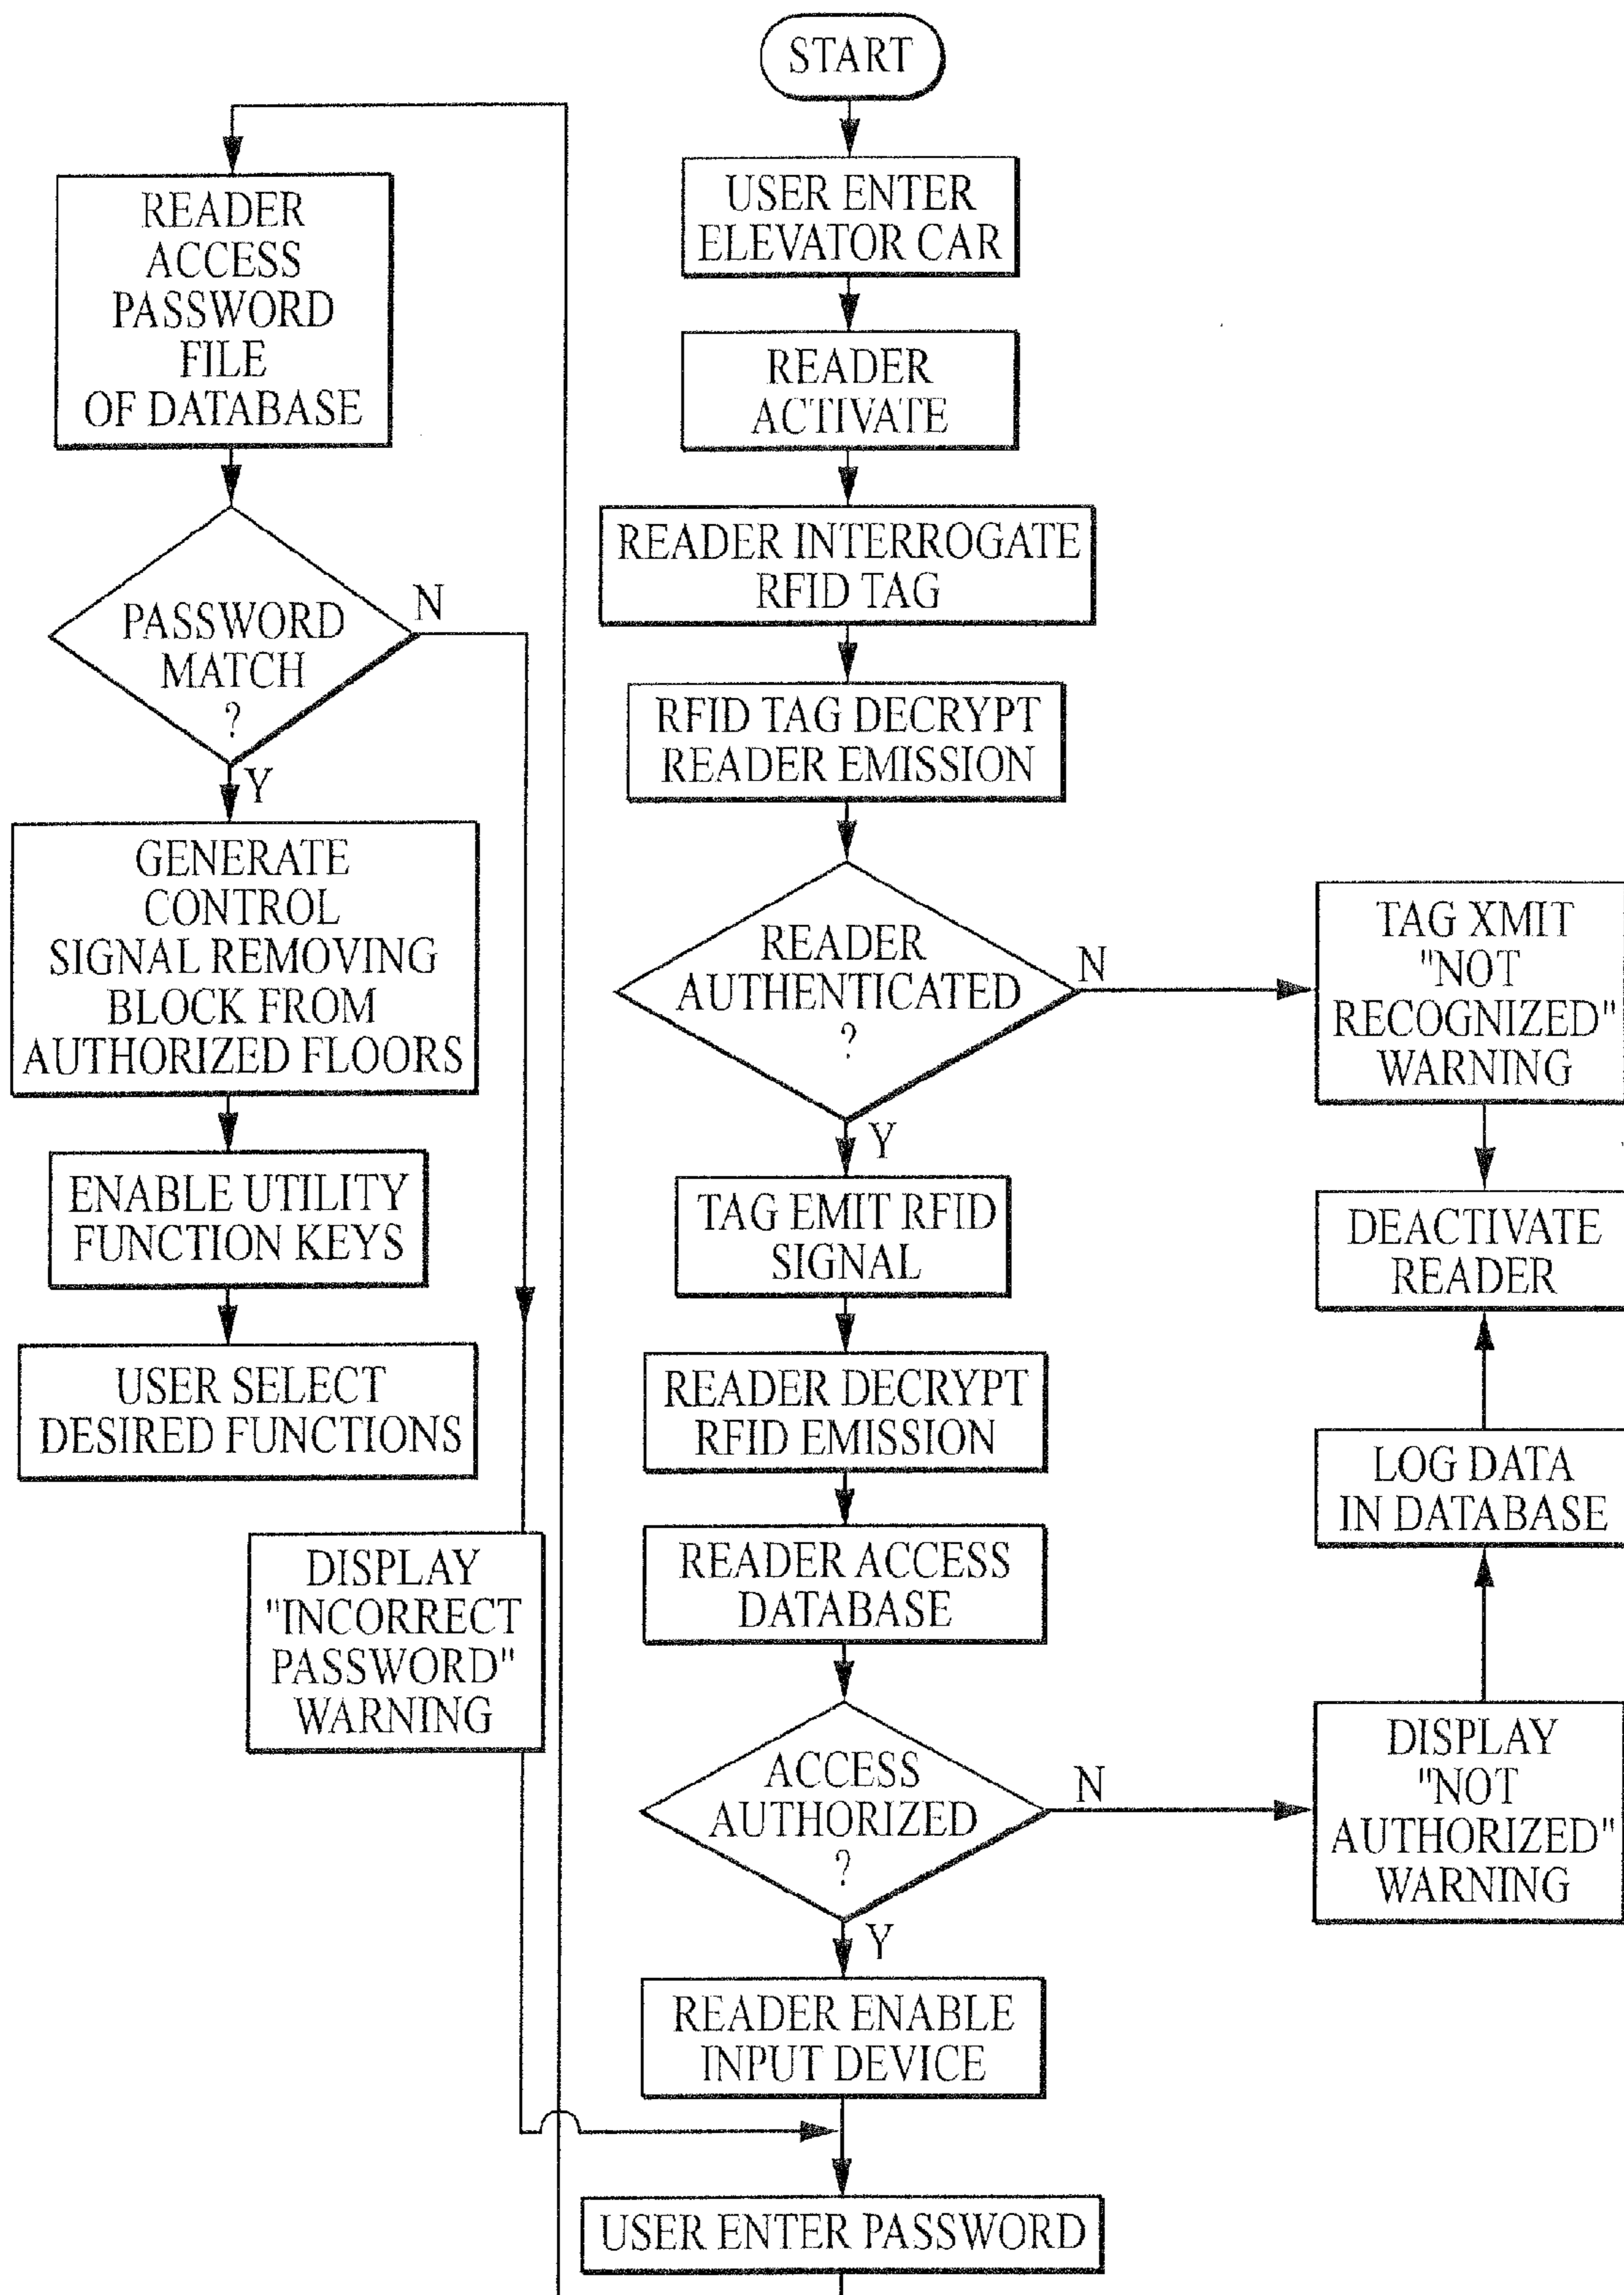 START
USER ENTER
ELEVATOR CAR
READER
ACTIVATE
READER INTERROGATE
RFID TAG
RFID TAG DECRYPT
READER EMISSION
READER
AUTHENTICATED
?
N
TAG XMIT
"NOT
RECOGNIZED"
WARNING
DEACTIVATE
READER
Y
TAG EMIT RFID
SIGNAL
READER DECRYPT
RFID EMISSION
READER ACCESS
DATABASE
ACCESS
AUTHORIZED
?
N
DISPLAY
"NOT
AUTHORIZED"
WARNING
LOG DATA
IN DATABASE
Y
READER ENABLE
INPUT DEVICE
USER ENTER PASSWORD
READER
ACCESS
PASSWORD
FILE
OF DATABASE
PASSWORD
MATCH
?
N
DISPLAY
"INCORRECT
PASSWORD"
WARNING
Y
GENERATE
CONTROL
SIGNAL REMOVING
BLOCK FROM
AUTHORIZED FLOORS
ENABLE UTILITY
FUNCTION KEYS
USER SELECT
DESIRED FUNCTIONS